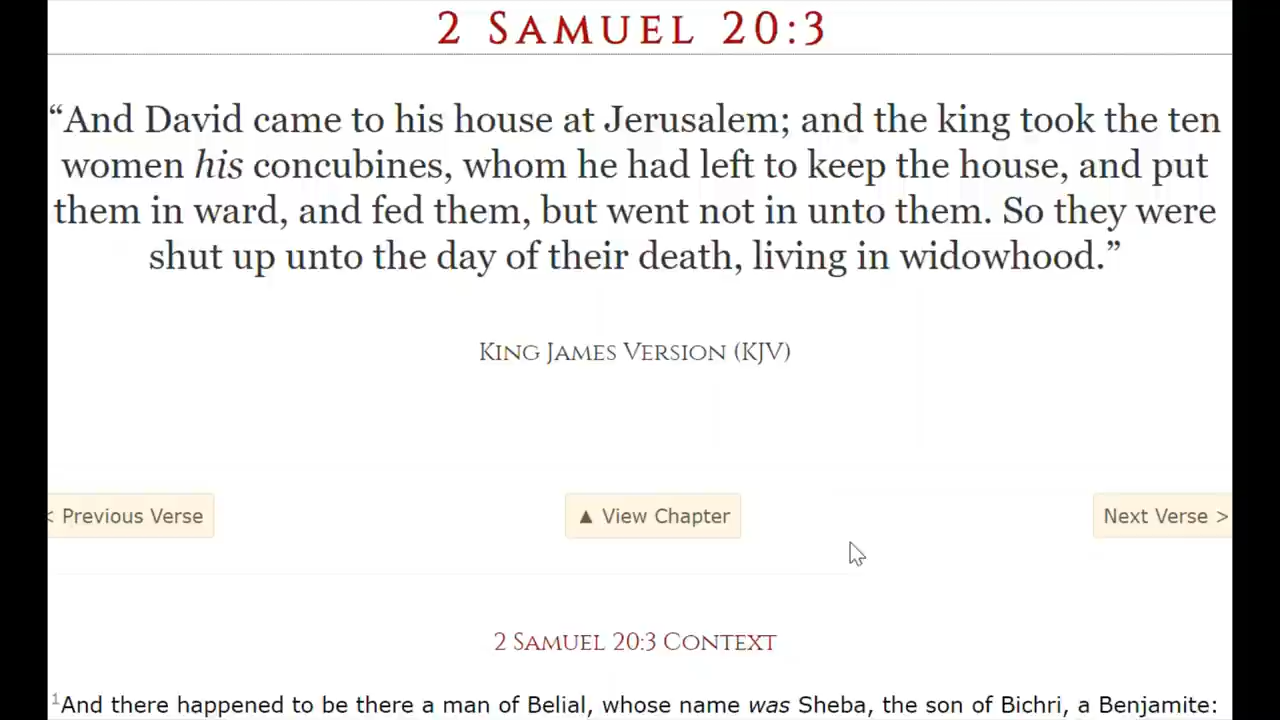 2 Samuel 20:3
“And David came to his house at Jerusalem; and the king took the ten
women his concubines, whom he had left to keep the house, and put
them in ward, and fed them, but went not in unto them. So they were
shut up unto the day of their death, living in widowhood.”
King James Version (KJV)
< Previous Verse
▲ View Chapter
Next Verse >
2 Samuel 20:3 Context
1And there happened to be there a man of Belial, whose name was Sheba, the son of Bichri, a Benjamite: